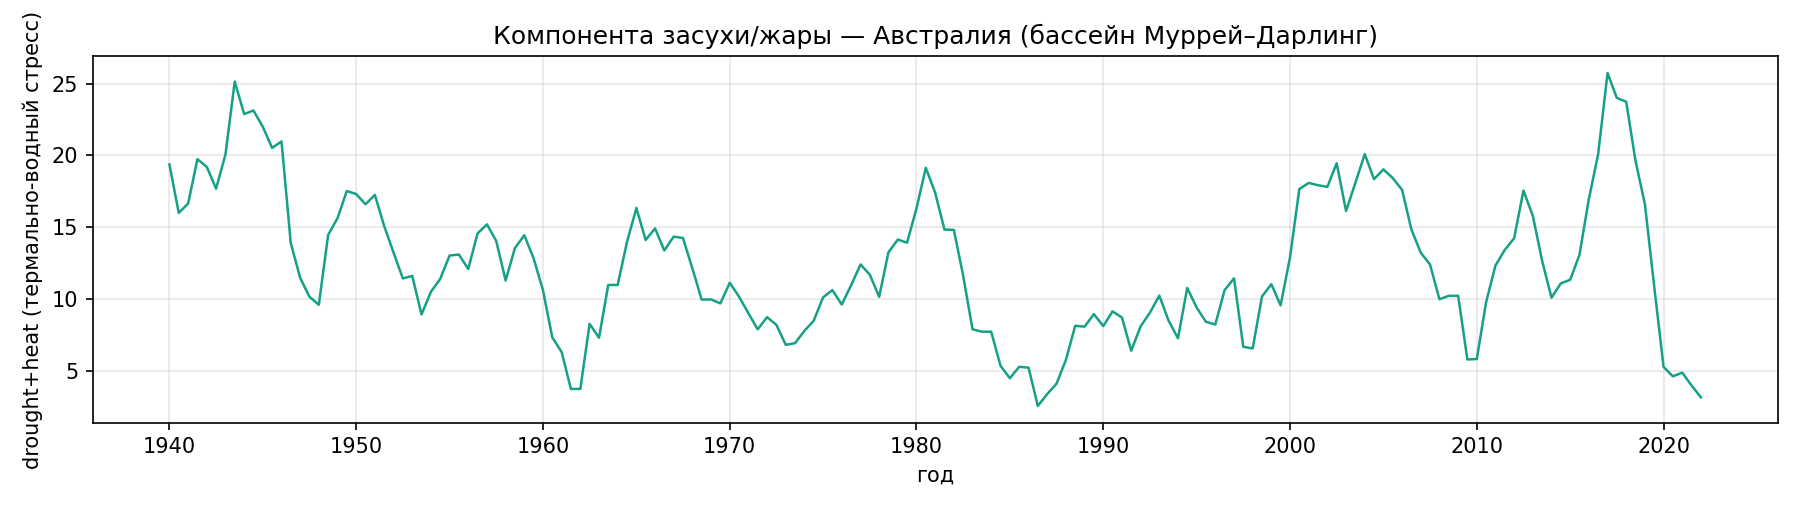 Компонента засухи/жары — Австралия (бассейн Муррей–Дарлинг)
drought+heat (термально-водный стресс)
25
20
15
10
5
1940 1950 1960 1970 1980 1990 2000 2010 2020
год